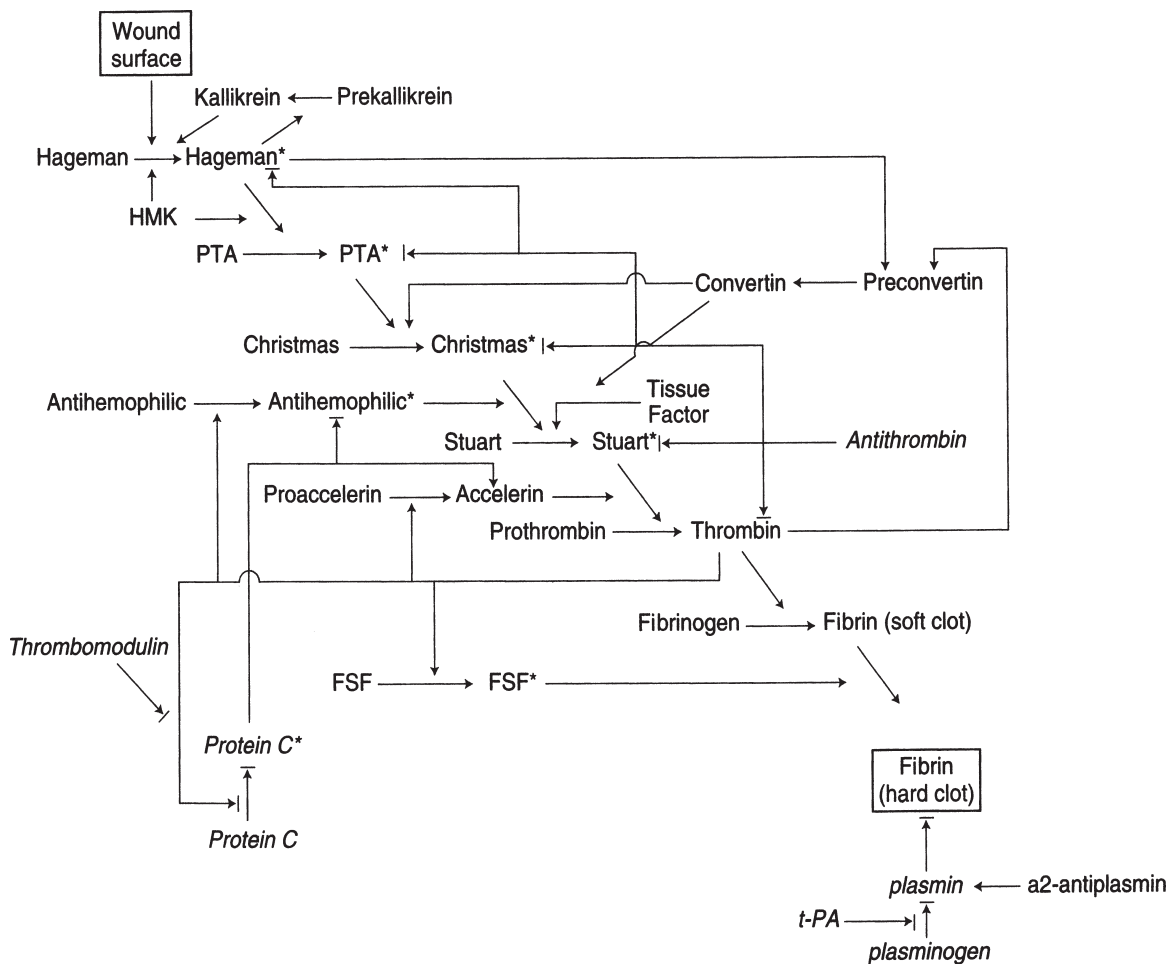 Wound
surface
Kallikrein
Prekallikrein
Hageman
Hageman*
HMK
PTA
PTA*
Convertin
Preconvertin
Christmas
Christmas*
Tissue
Factor
Antihemophilic
Antihemophilic*
Stuart
Stuart*
Antithrombin
Proaccelerin
Accelerin
Prothrombin
Thrombin
Fibrinogen
Fibrin (soft clot)
Thrombomodulin
FSF
FSF*
Protein C*
Fibrin
(hard clot)
Protein C
plasmin
a2-antiplasmin
t-PA
plasminogen